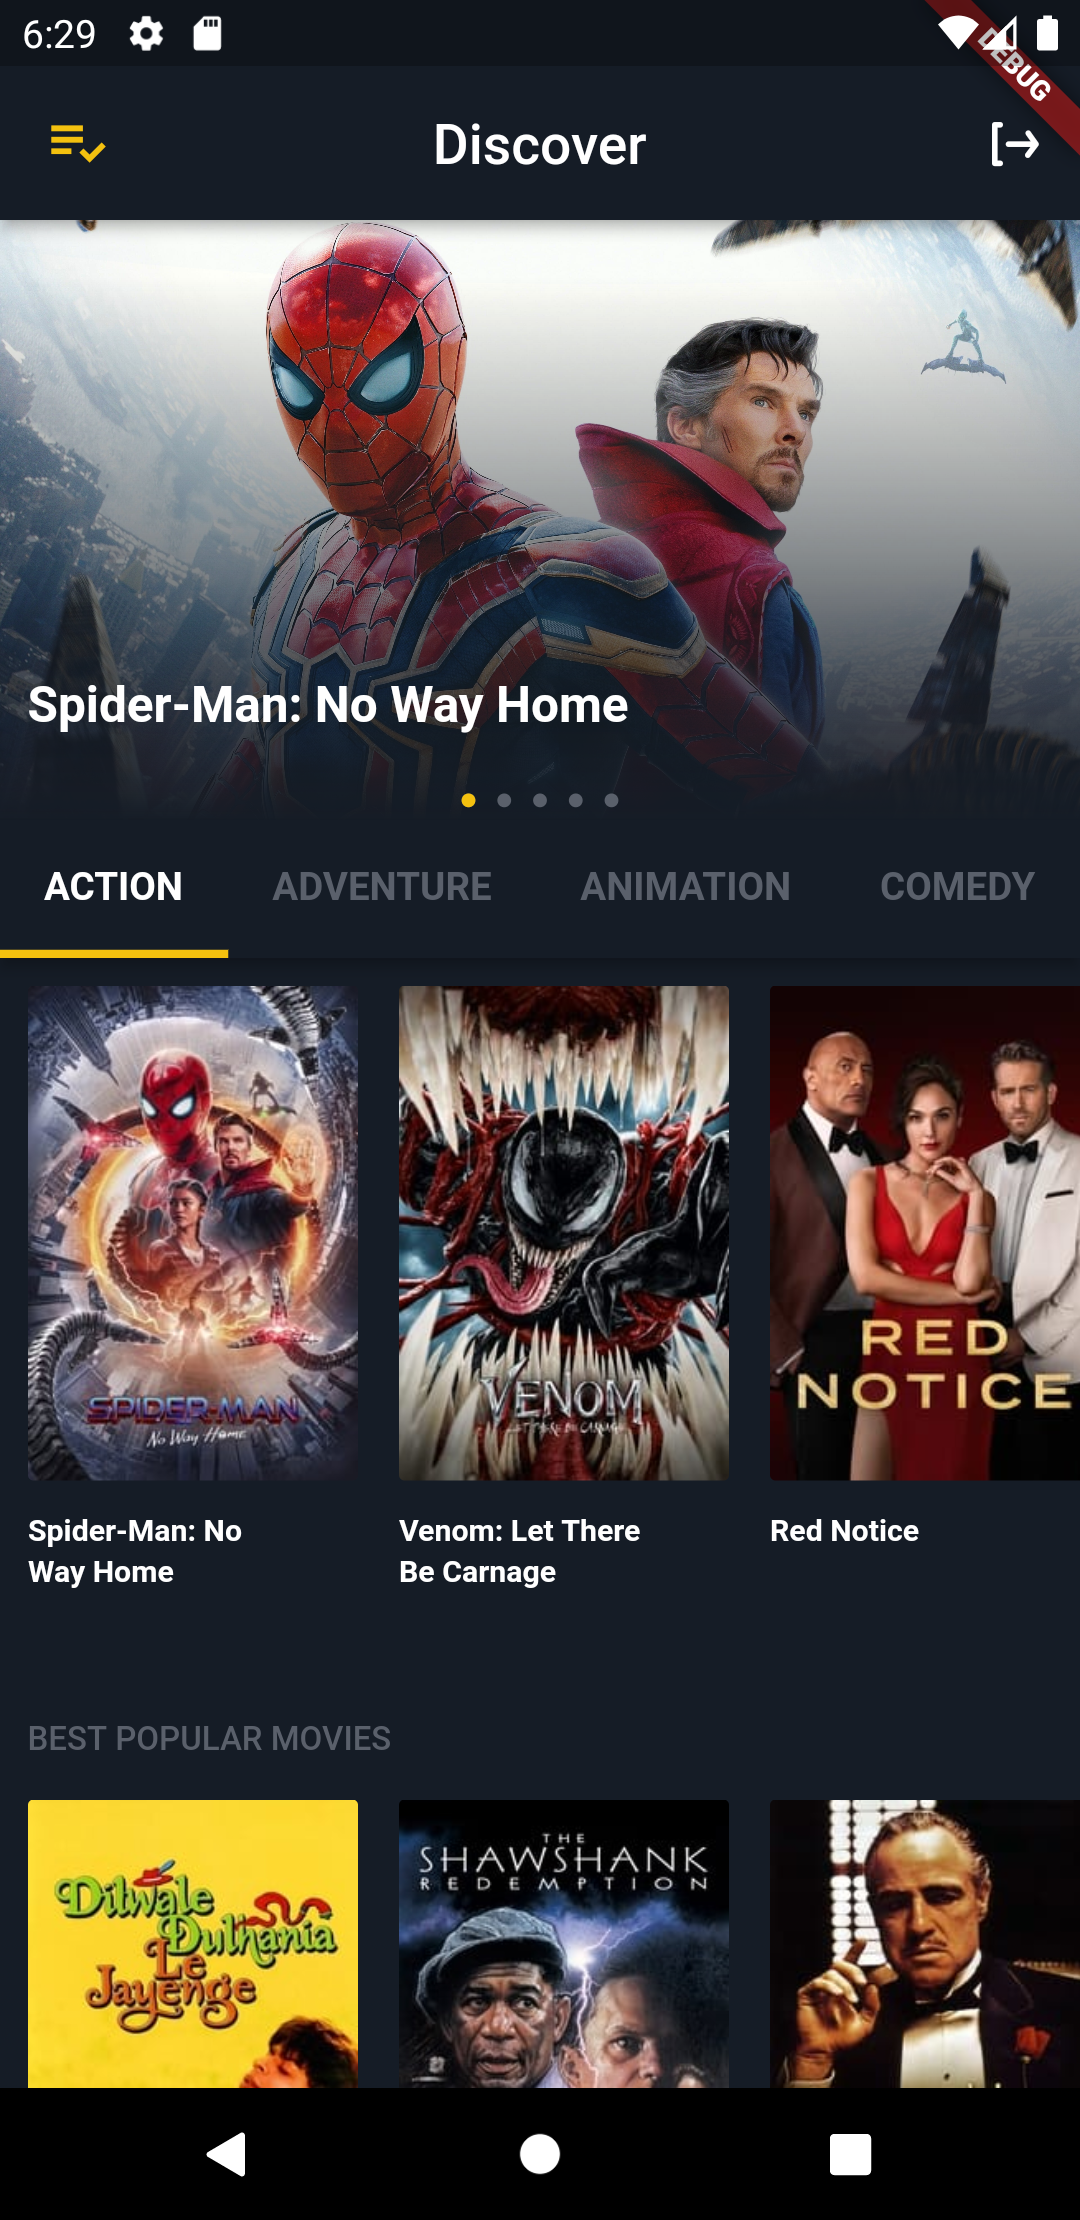 6:29
DEBUG
Discover
Spider-Man: No Way Home
ACTION ADVENTURE ANIMATION COMEDY
SPIDER-MAN
No Way Home
VENOM
LET THERE BE CARNAGE
RED
NOTICE
Spider-Man: No
Way Home
Venom: Let There
Be Carnage
Red Notice
BEST POPULAR MOVIES
Dilwale
Dulhania
Le
Jayenge
THE
SHAWSHANK
REDEMPTION